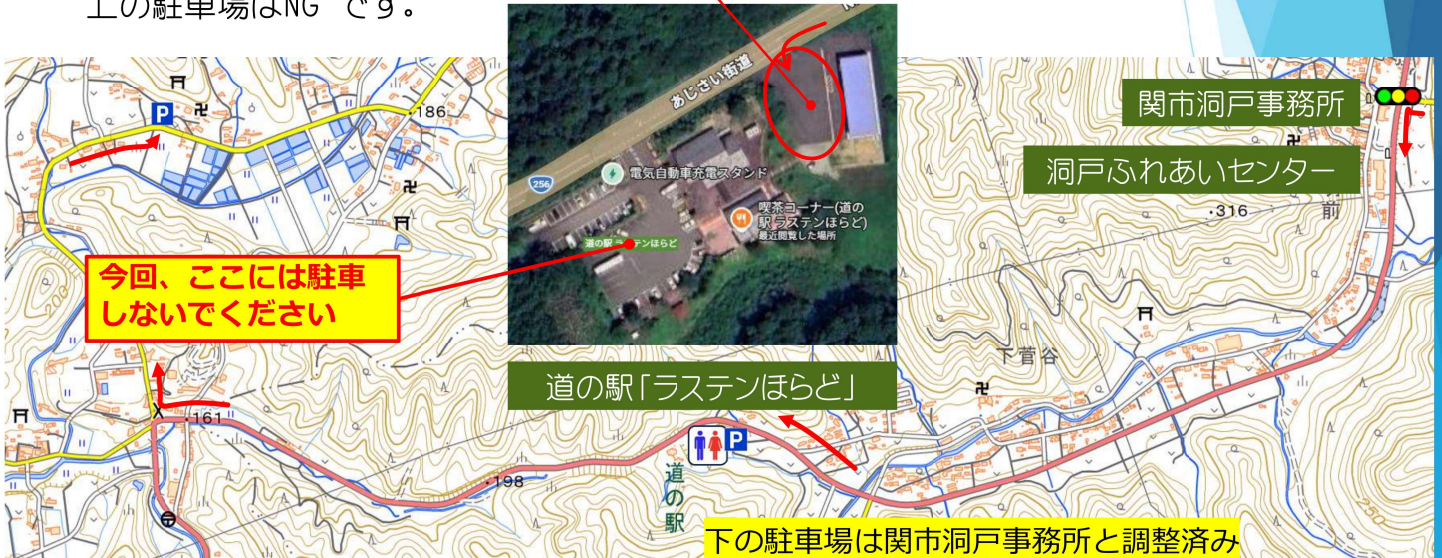 上の駐車場はNG です。
あじさい街道
256
電気自動車充電スタンド
喫茶コーナー(道の
駅 ラステンほらど)
最近閲覧した場所
道の駅 ラステンほらど
関市洞戸事務所
洞戸ふれあいセンター
P
186
316
前
今回、ここには駐車
しないでください
下菅谷
道の駅「ラステンほらど」
161
P
198
道の駅
下の駐車場は関市洞戸事務所と調整済み